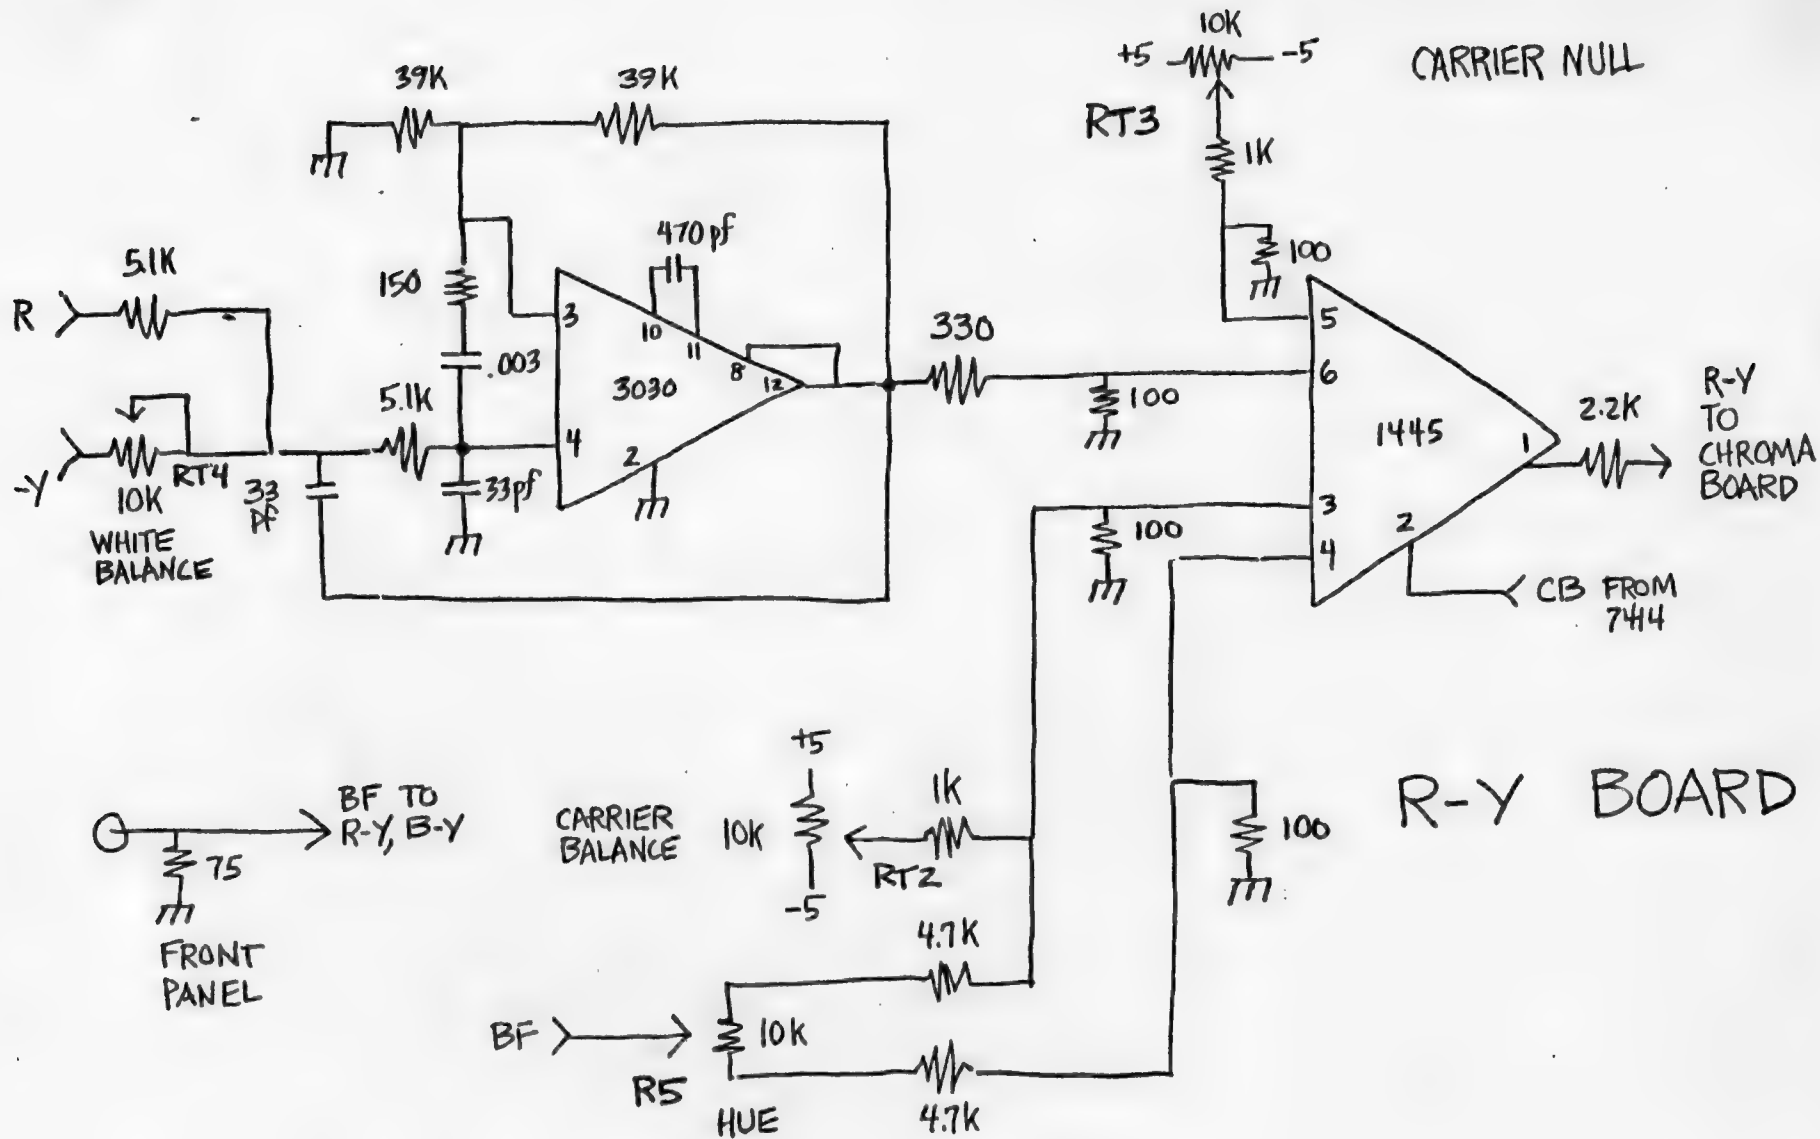 10K
+5
-5
CARRIER NULL
RT3
1K
100
39K
39K
5.1K
R
150
470 pf
3
10
11
8
12
3030
.003
5.1K
4
2
33pf
-Y
10K
RT4
WHITE
BALANCE
33
pf
330
100
5
6
1445
1
3
4
2
100
2.2K
R-Y
TO
CHROMA
BOARD
CB FROM
7414
BF TO
R-Y, B-Y
75
FRONT
PANEL
CARRIER
BALANCE
+5
10K
-5
1K
RT2
4.7K
BF
10K
R5
HUE
4.7K
100
R-Y BOARD